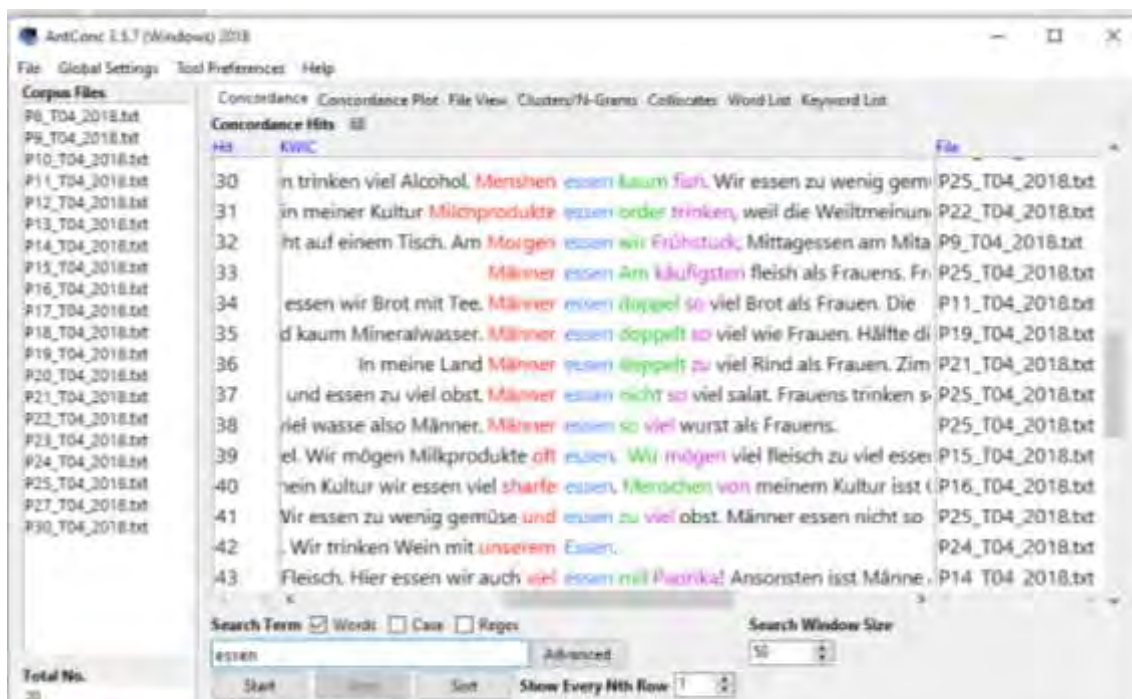 AntConc 3.5.7 (Windows) 2018
File Global Settings Tool Preferences Help
Corpus Files
P8_T04_2018.txt
P9_T04_2018.txt
P10_T04_2018.txt
P11_T04_2018.txt
P12_T04_2018.txt
P13_T04_2018.txt
P14_T04_2018.txt
P15_T04_2018.txt
P16_T04_2018.txt
P17_T04_2018.txt
P18_T04_2018.txt
P19_T04_2018.txt
P20_T04_2018.txt
P21_T04_2018.txt
P22_T04_2018.txt
P23_T04_2018.txt
P24_T04_2018.txt
P25_T04_2018.txt
P27_T04_2018.txt
P30_T04_2018.txt
Total No.
20
Concordance Concordance Plot File View Clusters/N-Grams Collocates Word List Keyword List
Concordance Hits
Hit KWIC File
30 n trinken viel Alcohol. Menshen essen kaum fish. Wir essen zu wenig gem P25_T04_2018.txt
31 in meiner Kultur Milchprodukte essen order trinken, weil die Weiltmeinun P22_T04_2018.txt
32 ht auf einem Tisch. Am Morgen essen wir Frühstuck, Mittagessen am Mita P9_T04_2018.txt
33 Männer essen Am käufigsten fleish als Frauens. Fr P25_T04_2018.txt
34 essen wir Brot mit Tee. Männer essen doppel so viel Brot als Frauen. Die P11_T04_2018.txt
35 d kaum Mineralwasser. Männer essen doppelt so viel wie Frauen. Hälfte di P19_T04_2018.txt
36 In meine Land Männer essen doppelt zu viel Rind als Frauen. Zim P21_T04_2018.txt
37 und essen zu viel obst. Männer essen nicht so viel salat. Frauens trinken s P25_T04_2018.txt
38 viel wasse also Männer. Männer essen so viel wurst als Frauens. P25_T04_2018.txt
39 el. Wir mögen Milkprodukte oft essen. Wir mögen viel fleisch zu viel esse P15_T04_2018.txt
40 nein Kultur wir essen viel sharfe essen. Menschen von meinem Kultur isst P16_T04_2018.txt
41 Wir essen zu wenig gemüse und essen zu viel obst. Männer essen nicht so P25_T04_2018.txt
42 . Wir trinken Wein mit unserem Essen. P24_T04_2018.txt
43 Fleisch. Hier essen wir auch viel essen mit Paprika! Ansonsten isst Männe P14_T04_2018.txt
Search Term Words Case Regex Search Window Size
essen Advanced 50
Start Sort Show Every Nth Row 1